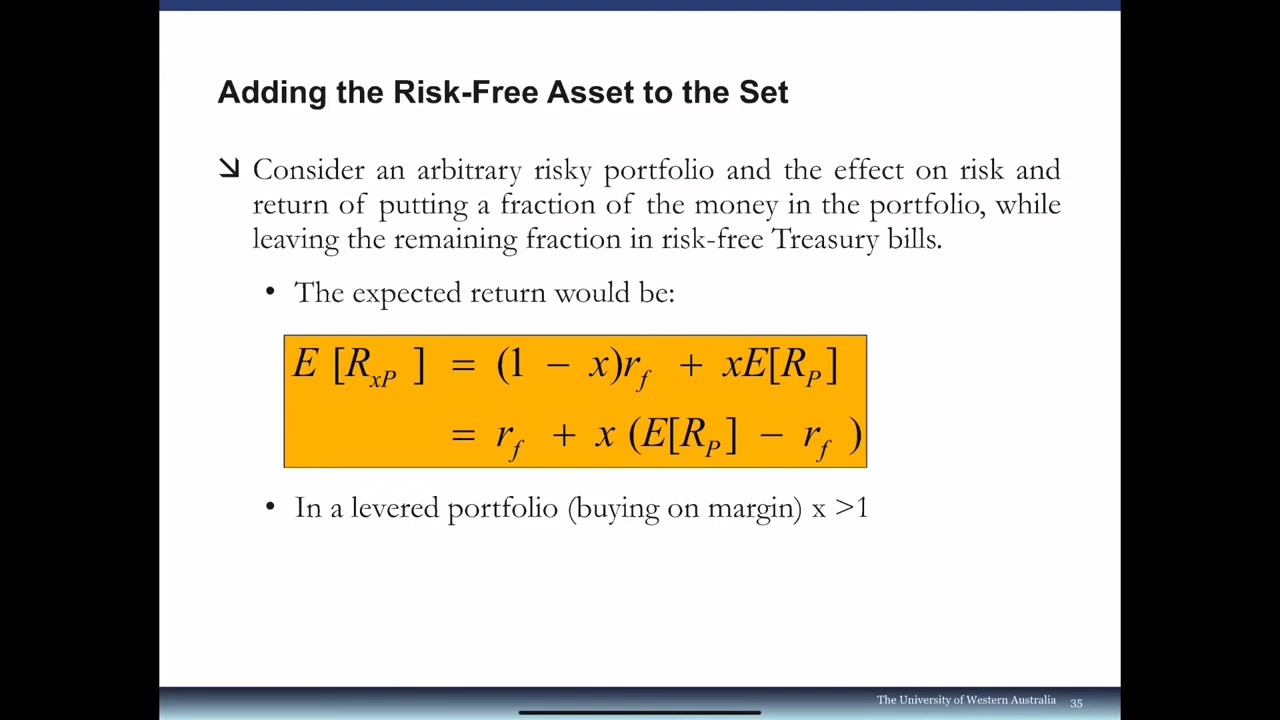 Adding the Risk-Free Asset to the Set
Consider an arbitrary risky portfolio and the effect on risk and
return of putting a fraction of the money in the portfolio, while
leaving the remaining fraction in risk-free Treasury bills.
• The expected return would be:
E [R_{xP}] = (1 − x)r_f + xE[R_P]
= r_f + x (E[R_P] − r_f)
• In a levered portfolio (buying on margin) x >1
The University of Western Australia 35